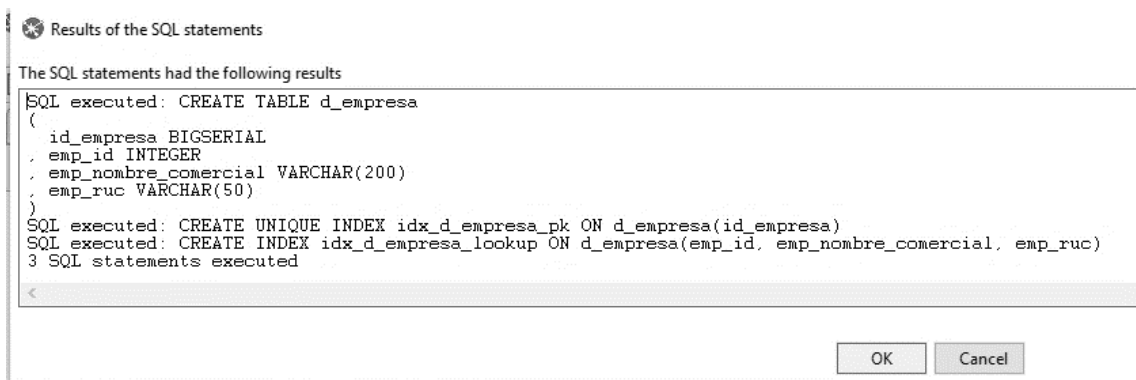 Results of the SQL statements
The SQL statements had the following results
SQL executed: CREATE TABLE d_empresa
(
  id_empresa BIGSERIAL
, emp_id INTEGER
, emp_nombre_comercial VARCHAR(200)
, emp_ruc VARCHAR(50)
)
SQL executed: CREATE UNIQUE INDEX idx_d_empresa_pk ON d_empresa(id_empresa)
SQL executed: CREATE INDEX idx_d_empresa_lookup ON d_empresa(emp_id, emp_nombre_comercial, emp_ruc)
3 SQL statements executed
OK Cancel